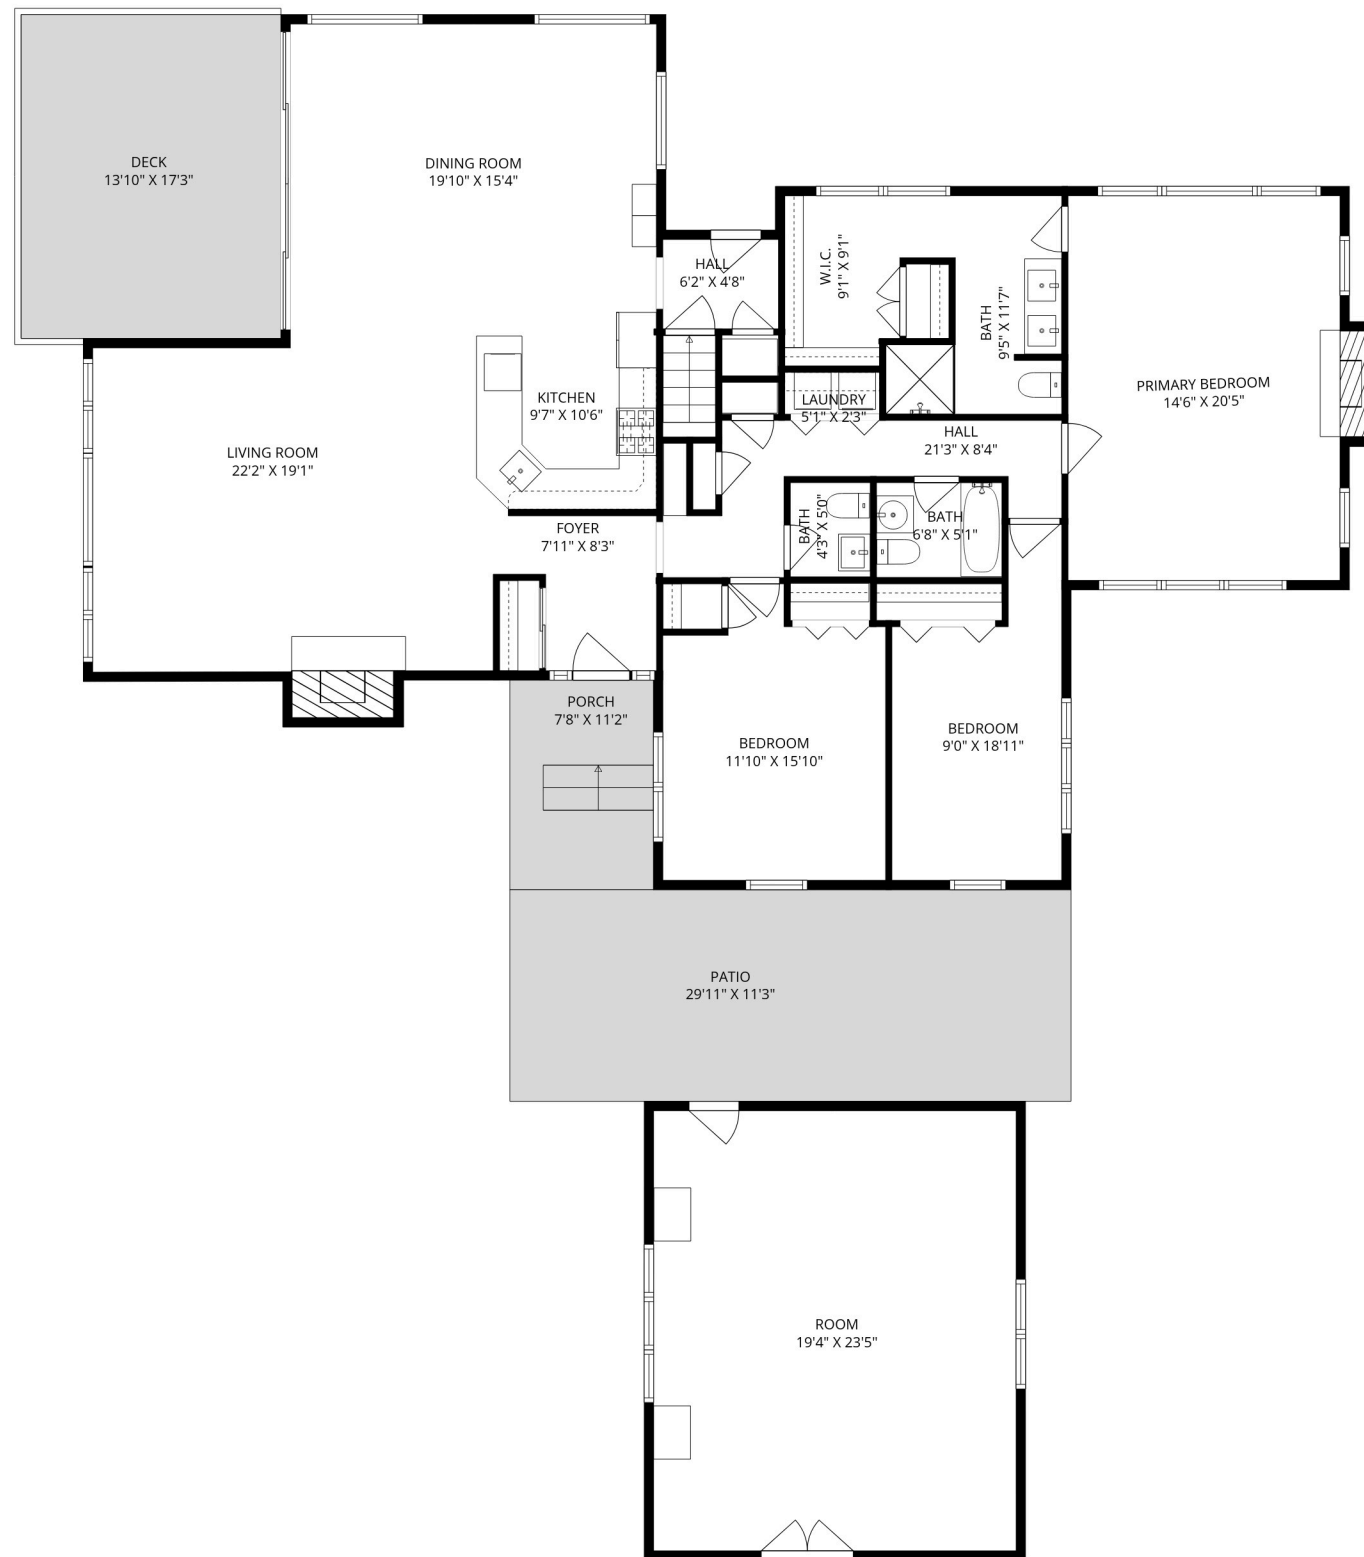 DECK
13'10" X 17'3"
DINING ROOM
19'10" X 15'4"
HALL
6'2" X 4'8"
W.I.C.
9'1" X 9'1"
BATH
9'5" X 11'7"
PRIMARY BEDROOM
14'6" X 20'5"
KITCHEN
9'7" X 10'6"
LAUNDRY
5'1" X 2'3"
LIVING ROOM
22'2" X 19'1"
HALL
21'3" X 8'4"
FOYER
7'11" X 8'3"
BATH
4'3" X 5'0"
BATH
6'8" X 5'1"
PORCH
7'8" X 11'2"
BEDROOM
11'10" X 15'10"
BEDROOM
9'0" X 18'11"
PATIO
29'11" X 11'3"
ROOM
19'4" X 23'5"